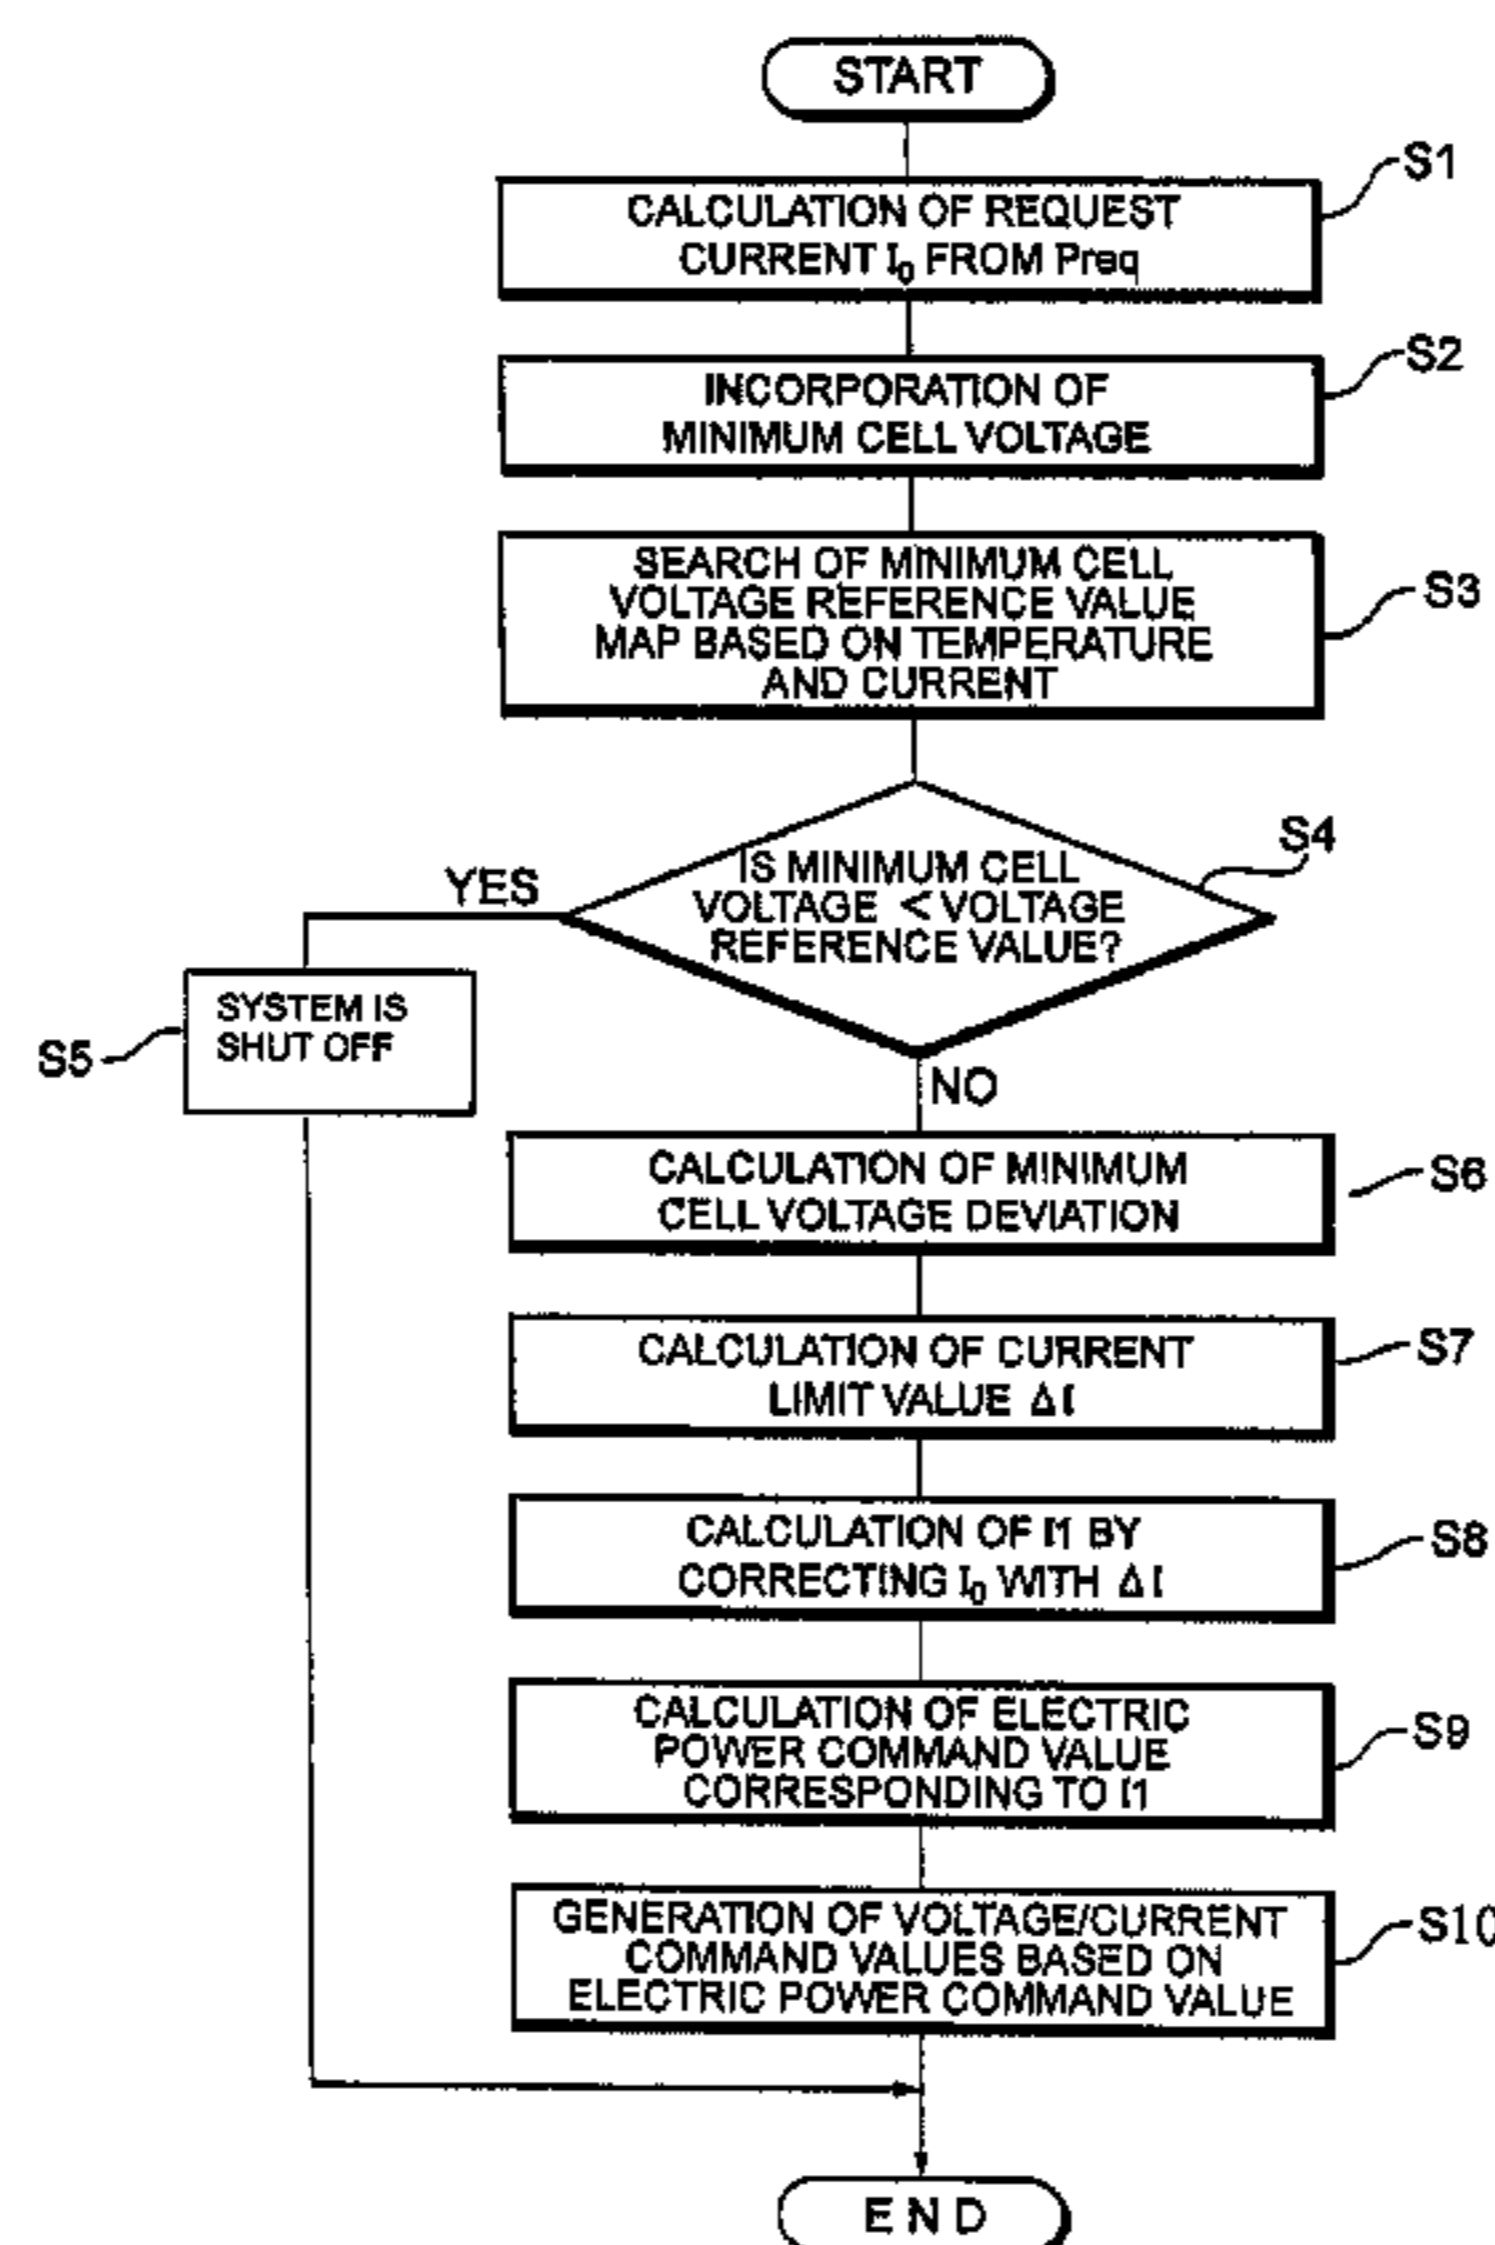 START
S1
CALCULATION OF REQUEST
CURRENT I₀ FROM Preq
S2
INCORPORATION OF
MINIMUM CELL VOLTAGE
S3
SEARCH OF MINIMUM CELL
VOLTAGE REFERENCE VALUE
MAP BASED ON TEMPERATURE
AND CURRENT
S4
IS MINIMUM CELL
VOLTAGE < VOLTAGE
REFERENCE VALUE?
YES
S5
SYSTEM IS
SHUT OFF
NO
S6
CALCULATION OF MINIMUM
CELL VOLTAGE DEVIATION
S7
CALCULATION OF CURRENT
LIMIT VALUE ΔI
S8
CALCULATION OF I1 BY
CORRECTING I₀ WITH ΔI
S9
CALCULATION OF ELECTRIC
POWER COMMAND VALUE
CORRESPONDING TO I1
S10
GENERATION OF VOLTAGE/CURRENT
COMMAND VALUES BASED ON
ELECTRIC POWER COMMAND VALUE
END